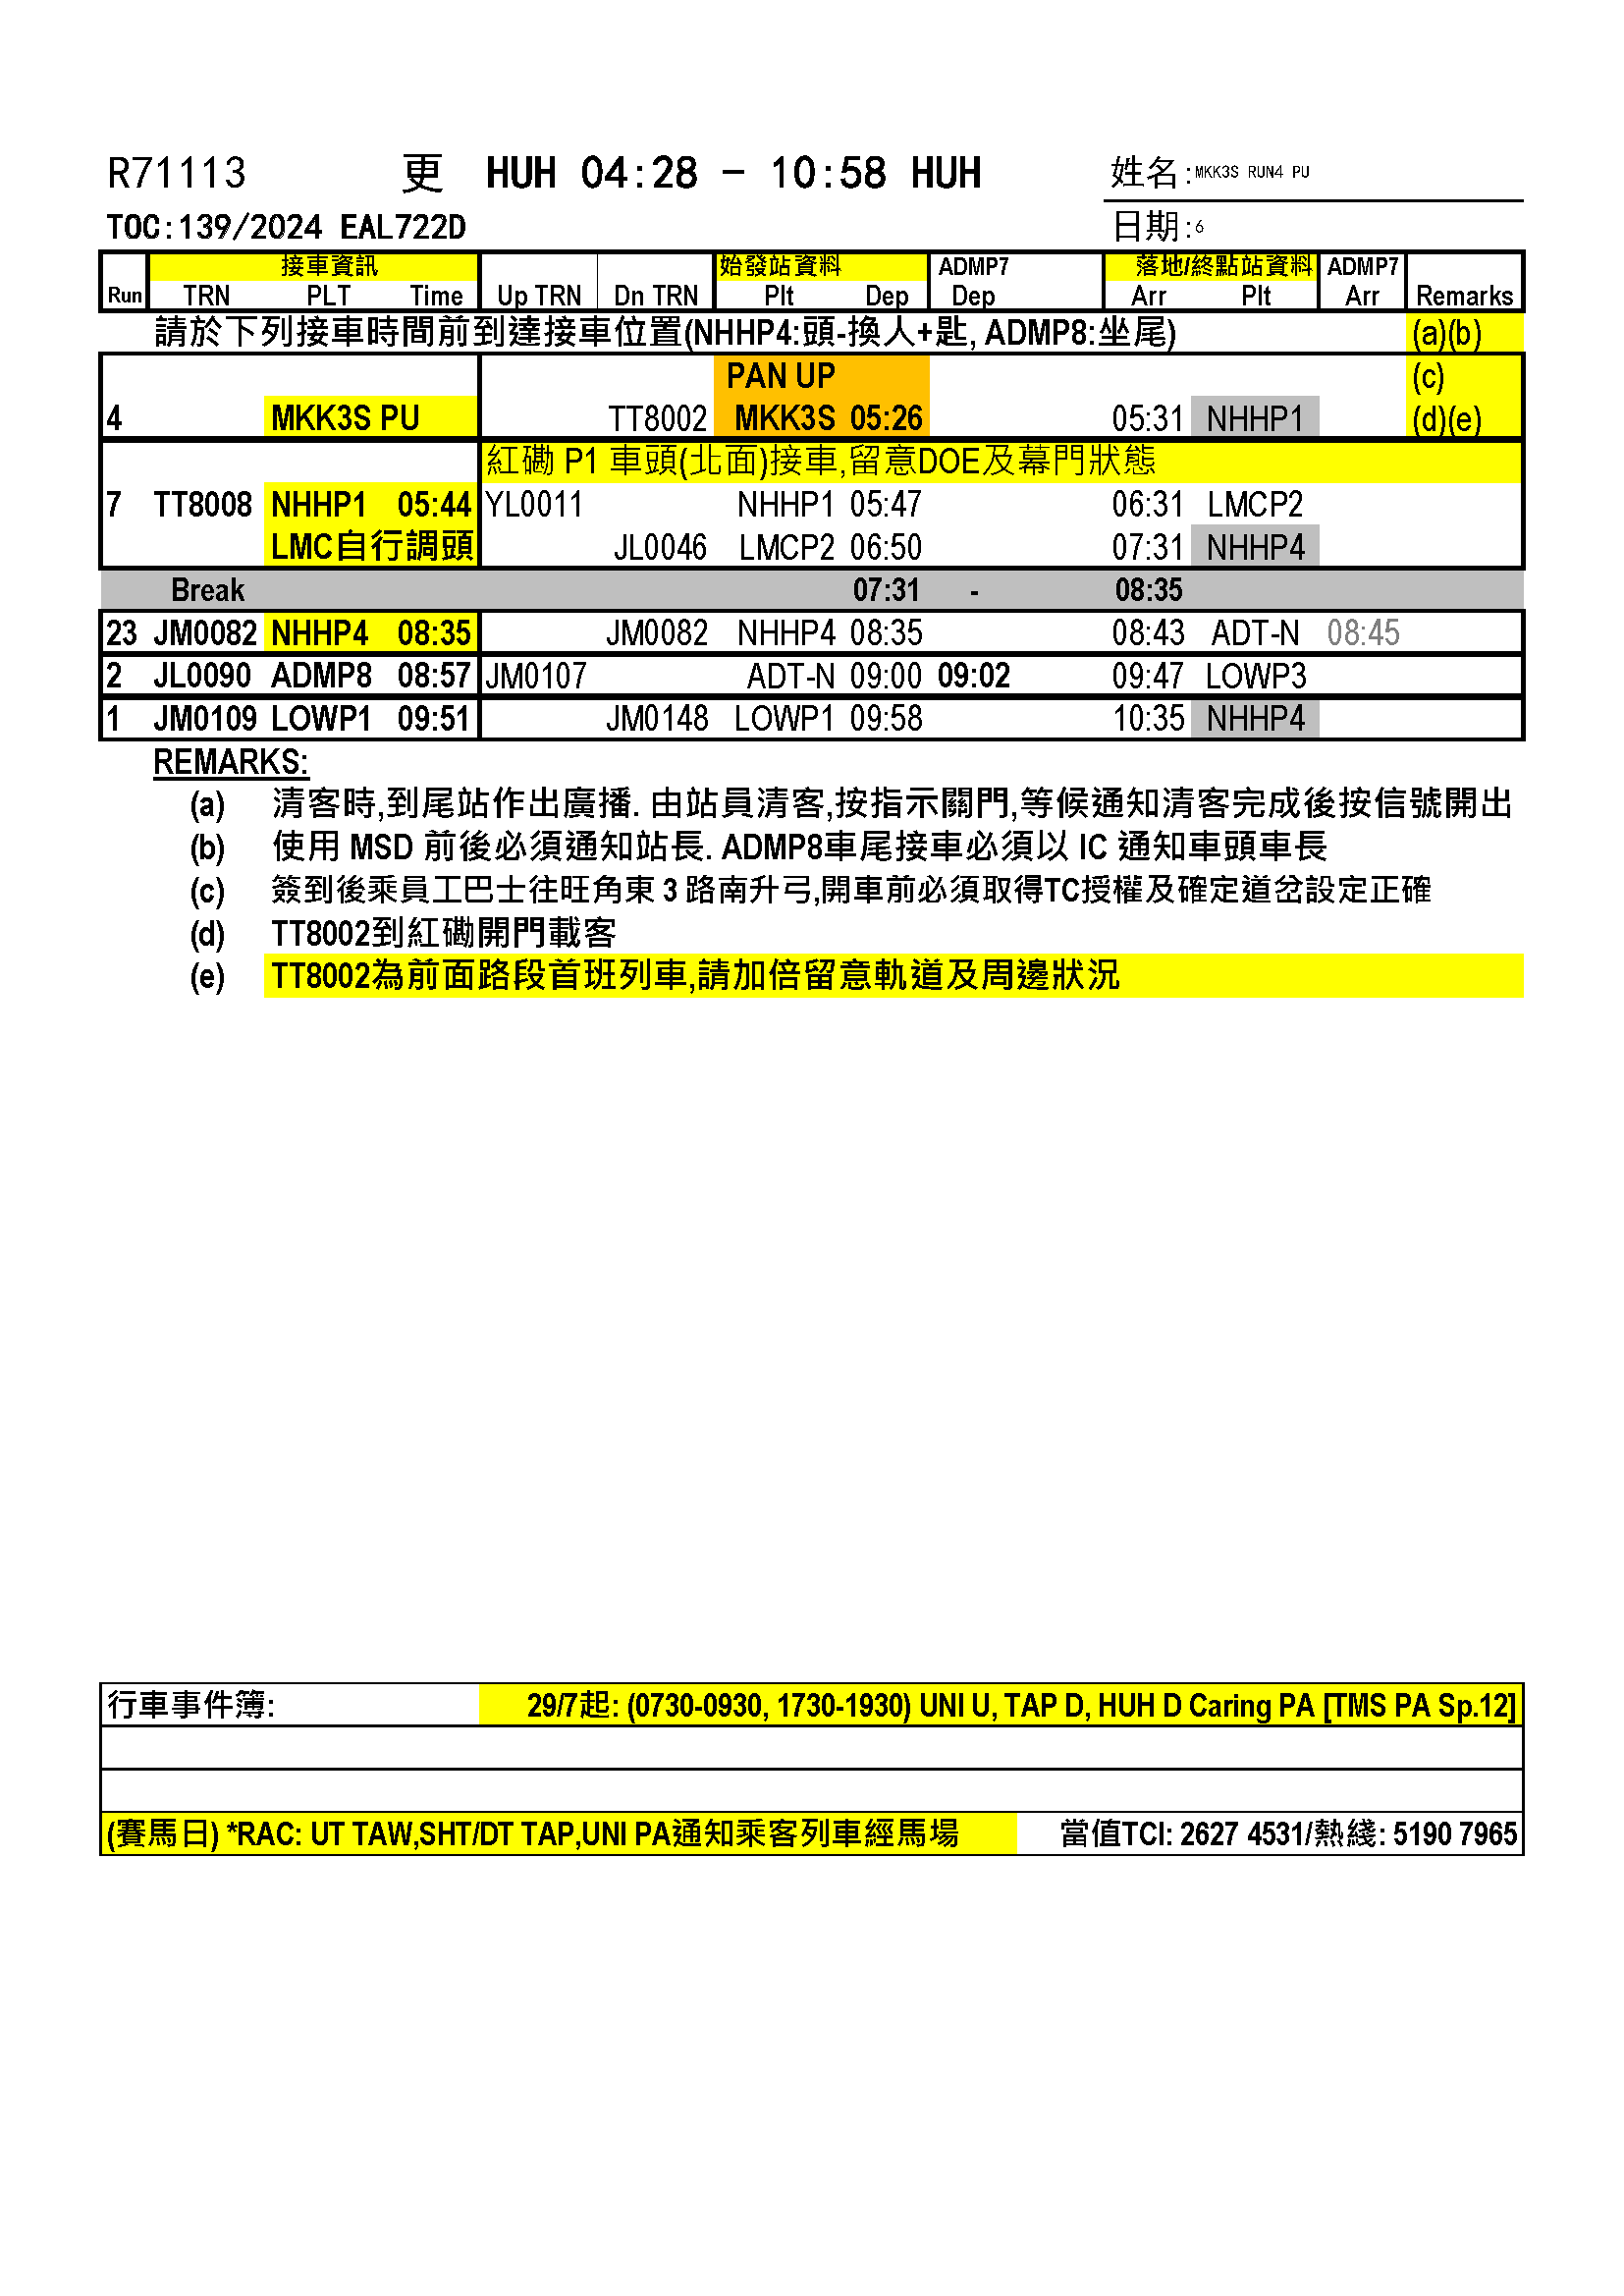 R71113 更 HUH 04:28 - 10:58 HUH 姓名:MKK3S RUN4 PU
TOC:139/2024 EAL722D 日期:6
接車資訊 始發站資料 ADMP7 落地/終點站資料 ADMP7
Run TRN PLT Time Up TRN Dn TRN Plt Dep Dep Arr Plt Arr Remarks
請於下列接車時間前到達接車位置(NHHP4:頭-換人+匙, ADMP8:坐尾) (a)(b)
PAN UP (c)
4 MKK3S PU TT8002 MKK3S 05:26 05:31 NHHP1 (d)(e)
紅磡 P1 車頭(北面)接車,留意DOE及幕門狀態
7 TT8008 NHHP1 05:44 YL0011 NHHP1 05:47 06:31 LMCP2
LMC自行調頭 JL0046 LMCP2 06:50 07:31 NHHP4
Break 07:31 - 08:35
23 JM0082 NHHP4 08:35 JM0082 NHHP4 08:35 08:43 ADT-N 08:45
2 JL0090 ADMP8 08:57 JM0107 ADT-N 09:00 09:02 09:47 LOWP3
1 JM0109 LOWP1 09:51 JM0148 LOWP1 09:58 10:35 NHHP4
REMARKS:
(a) 清客時,到尾站作出廣播. 由站員清客,按指示關門,等候通知清客完成後按信號開出
(b) 使用 MSD 前後必須通知站長. ADMP8車尾接車必須以 IC 通知車頭車長
(c) 簽到後乘員工巴士往旺角東 3 路南升弓,開車前必須取得TC授權及確定道岔設定正確
(d) TT8002到紅磡開門載客
(e) TT8002為前面路段首班列車,請加倍留意軌道及周邊狀況
行車事件簿: 29/7起: (0730-0930, 1730-1930) UNI U, TAP D, HUH D Caring PA [TMS PA Sp.12]
(賽馬日) *RAC: UT TAW,SHT/DT TAP,UNI PA通知乘客列車經馬場 當值TCI: 2627 4531/熱綫: 5190 7965